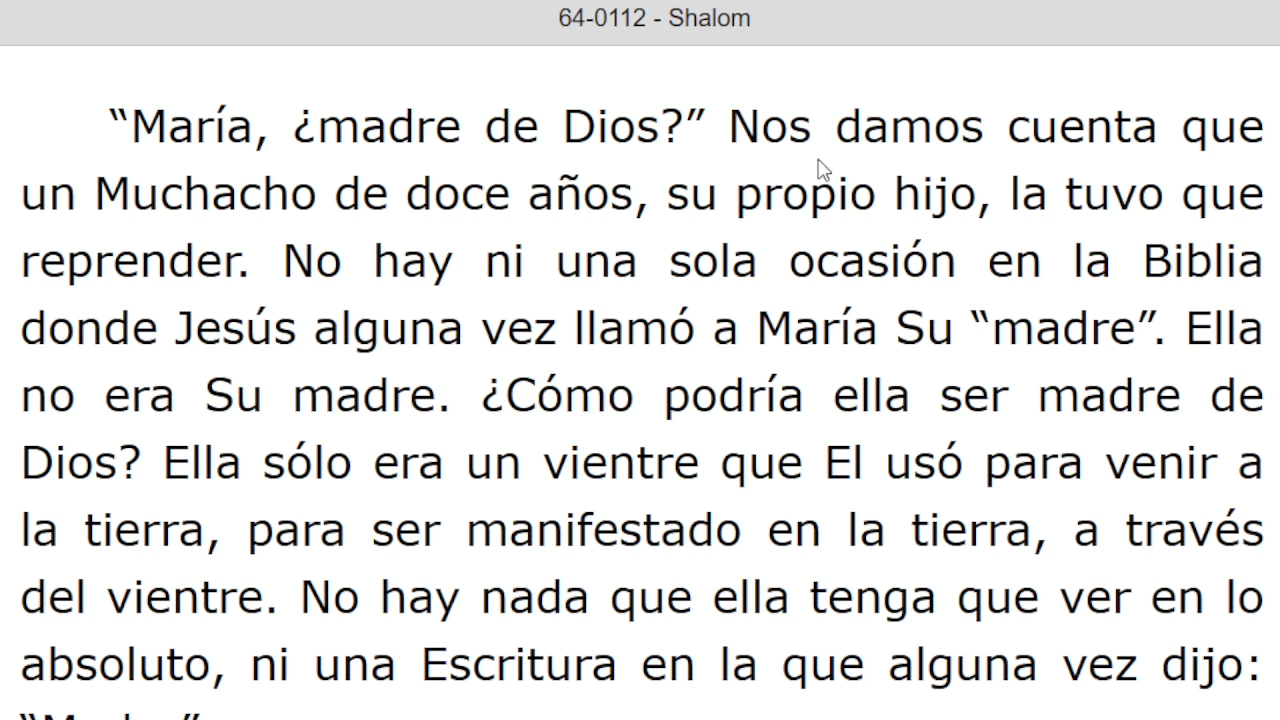 64-0112 - Shalom
“María, ¿madre de Dios?” Nos damos cuenta que
un Muchacho de doce años, su propio hijo, la tuvo que
reprender. No hay ni una sola ocasión en la Biblia
donde Jesús alguna vez llamó a María Su “madre”. Ella
no era Su madre. ¿Cómo podría ella ser madre de
Dios? Ella sólo era un vientre que El usó para venir a
la tierra, para ser manifestado en la tierra, a través
del vientre. No hay nada que ella tenga que ver en lo
absoluto, ni una Escritura en la que alguna vez dijo: